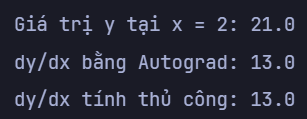 Giá trị y tại x = 2: 21.0
dy/dx bằng Autograd: 13.0
dy/dx tính thủ công: 13.0